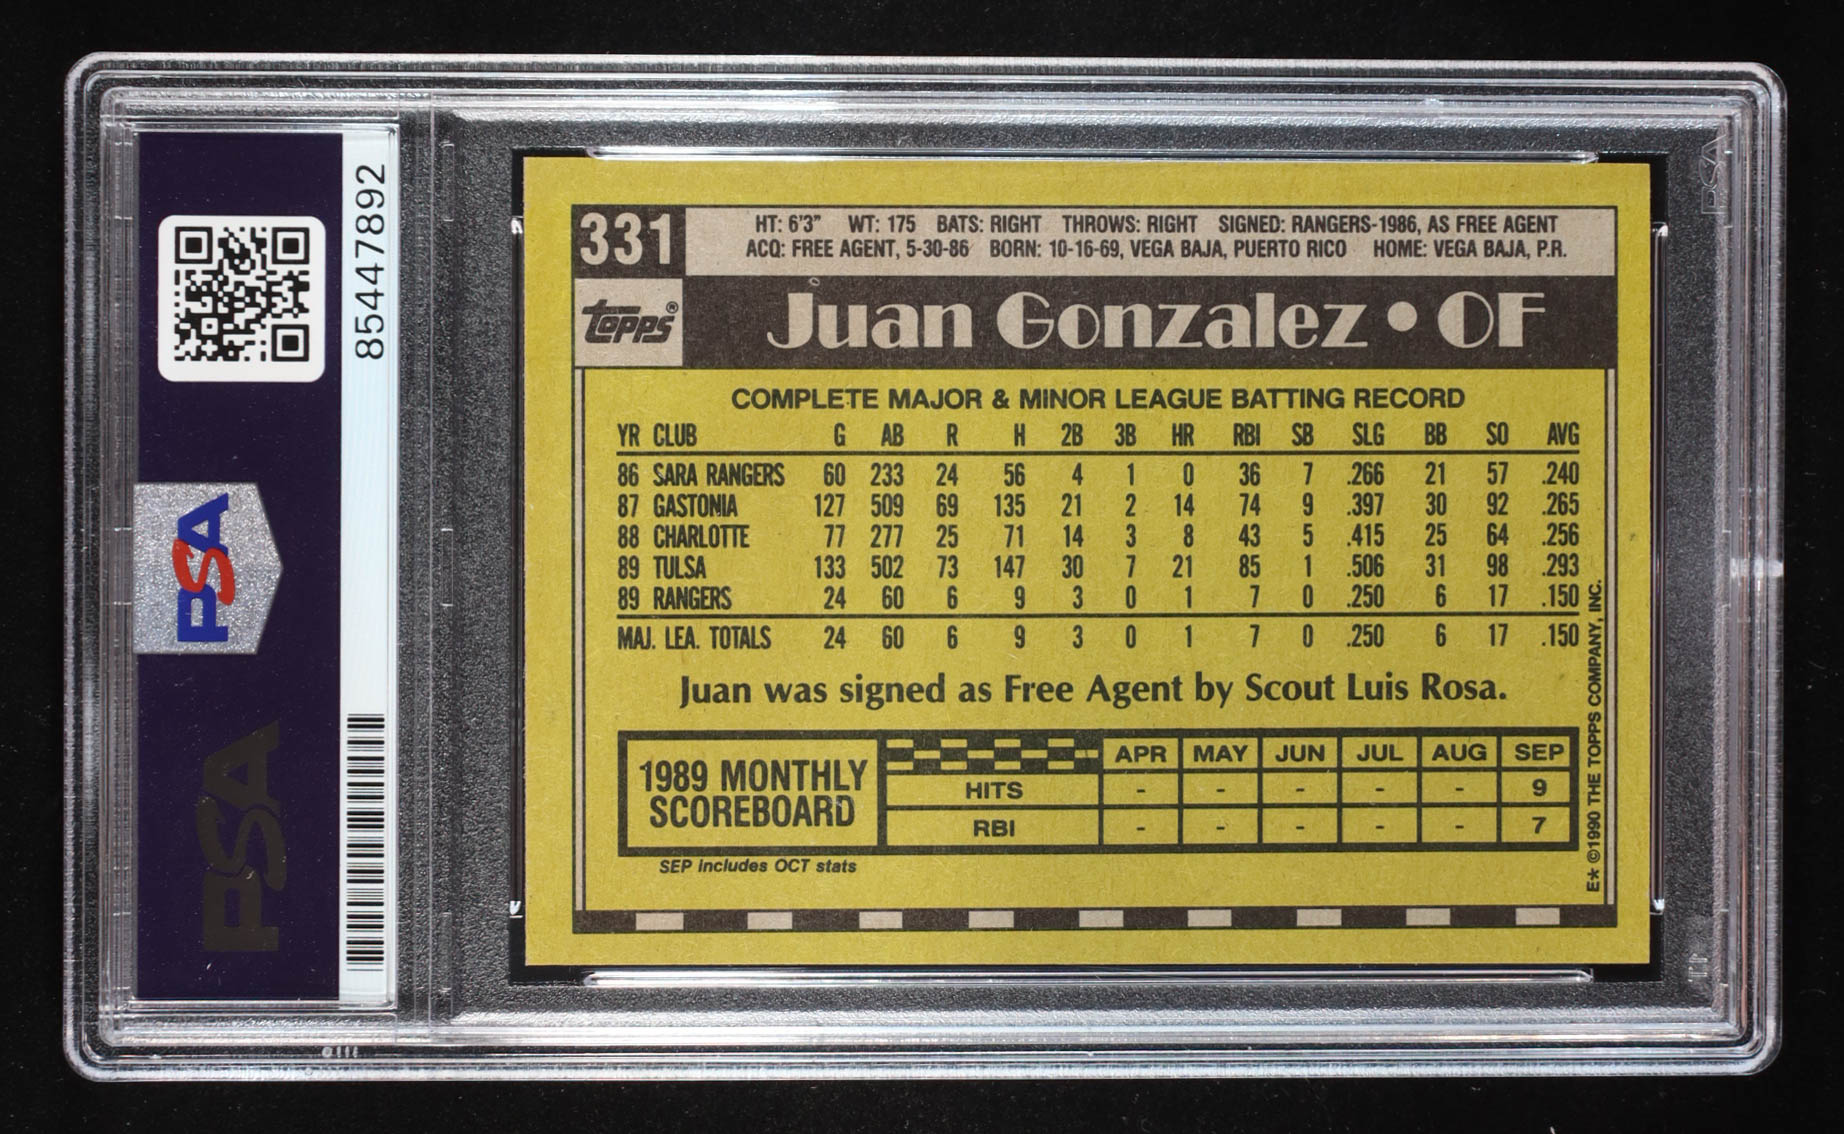 85447892
PSA
PSA
PSA
331
HT: 6'3" WT: 175 BATS: RIGHT THROWS: RIGHT SIGNED: RANGERS-1986, AS FREE AGENT
ACQ: FREE AGENT, 5-30-86 BORN: 10-16-69, VEGA BAJA, PUERTO RICO HOME: VEGA BAJA, P.R.
topps®
Juan Gonzalez • OF
COMPLETE MAJOR & MINOR LEAGUE BATTING RECORD
YR CLUB G AB R H 2B 3B HR RBI SB SLG BB SO AVG
86 SARA RANGERS 60 233 24 56 4 1 0 36 7 .266 21 57 .240
87 GASTONIA 127 509 69 135 21 2 14 74 9 .397 30 92 .265
88 CHARLOTTE 77 277 25 71 14 3 8 43 5 .415 25 64 .256
89 TULSA 133 502 73 147 30 7 21 85 1 .506 31 98 .293
89 RANGERS 24 60 6 9 3 0 1 7 0 .250 6 17 .150
MAJ. LEA. TOTALS 24 60 6 9 3 0 1 7 0 .250 6 17 .150
Juan was signed as Free Agent by Scout Luis Rosa.
1989 MONTHLY
SCOREBOARD
APR MAY JUN JUL AUG SEP
HITS - - - - - 9
RBI - - - - - 7
SEP includes OCT stats
E* ©1990 THE TOPPS COMPANY, INC.